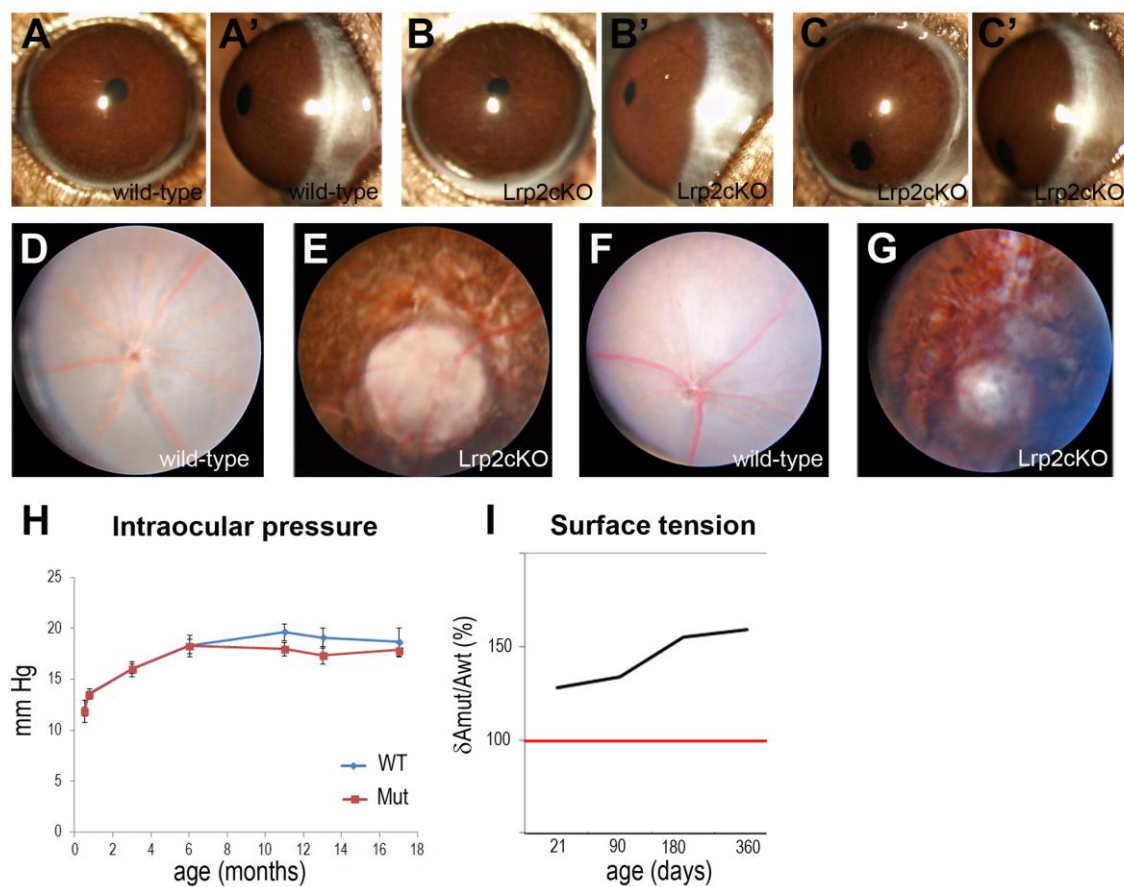 A
A'
B
B'
C
C'
wild-type
wild-type
Lrp2cKO
Lrp2cKO
Lrp2cKO
Lrp2cKO
D
E
F
G
wild-type
Lrp2cKO
wild-type
Lrp2cKO
H Intraocular pressure
25
20
15
10
5
0
mm Hg
WT
Mut
0 2 4 6 8 10 12 14 16 18
age (months)
I Surface tension
δAmut/Awt (%)
150
100
21 90 180 360
age (days)